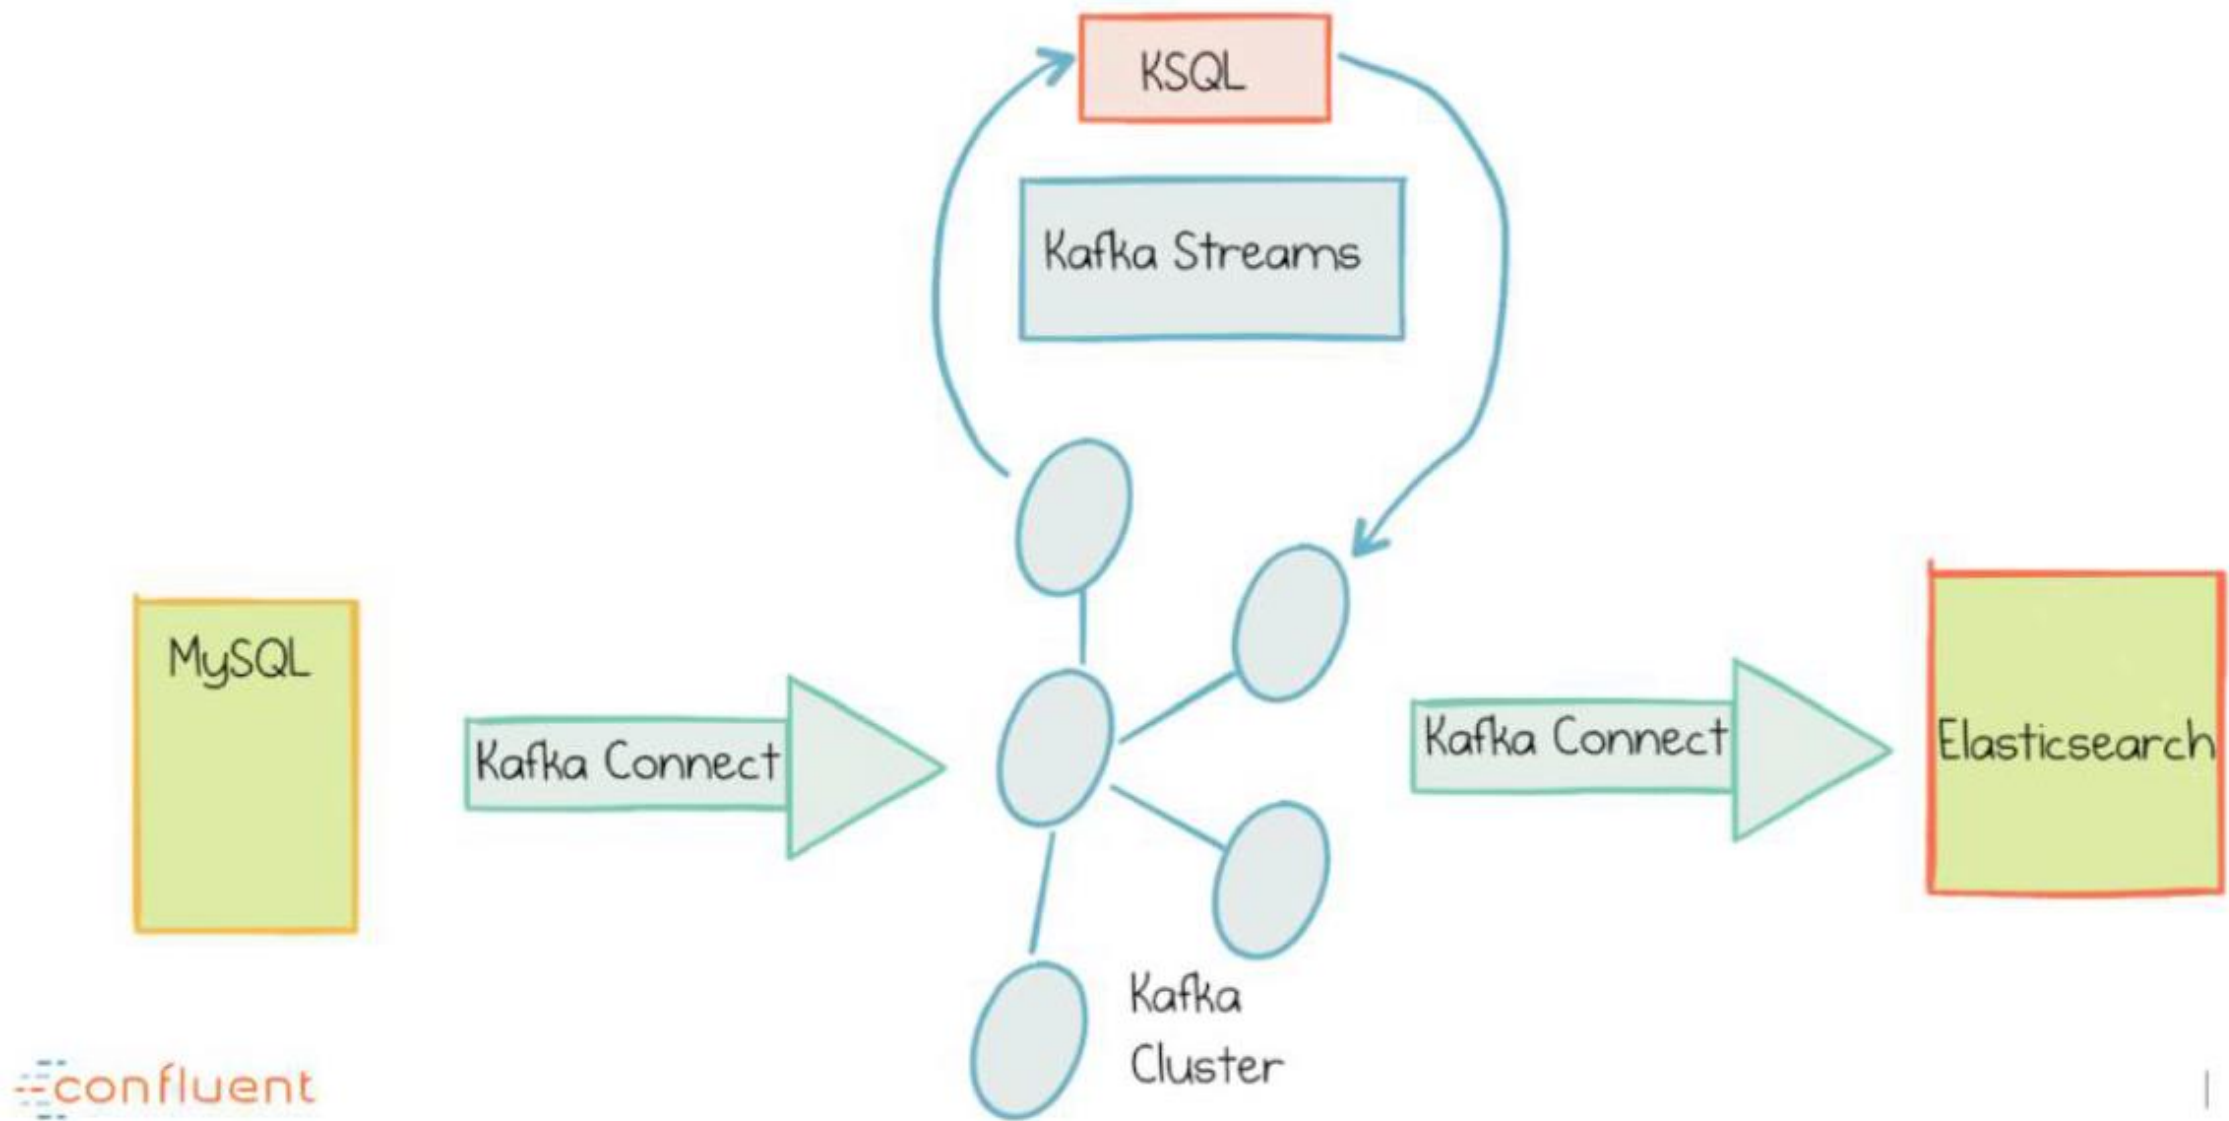 KSQL
Kafka Streams
MySQL
Kafka Connect
Kafka Connect
Elasticsearch
Kafka
Cluster
confluent